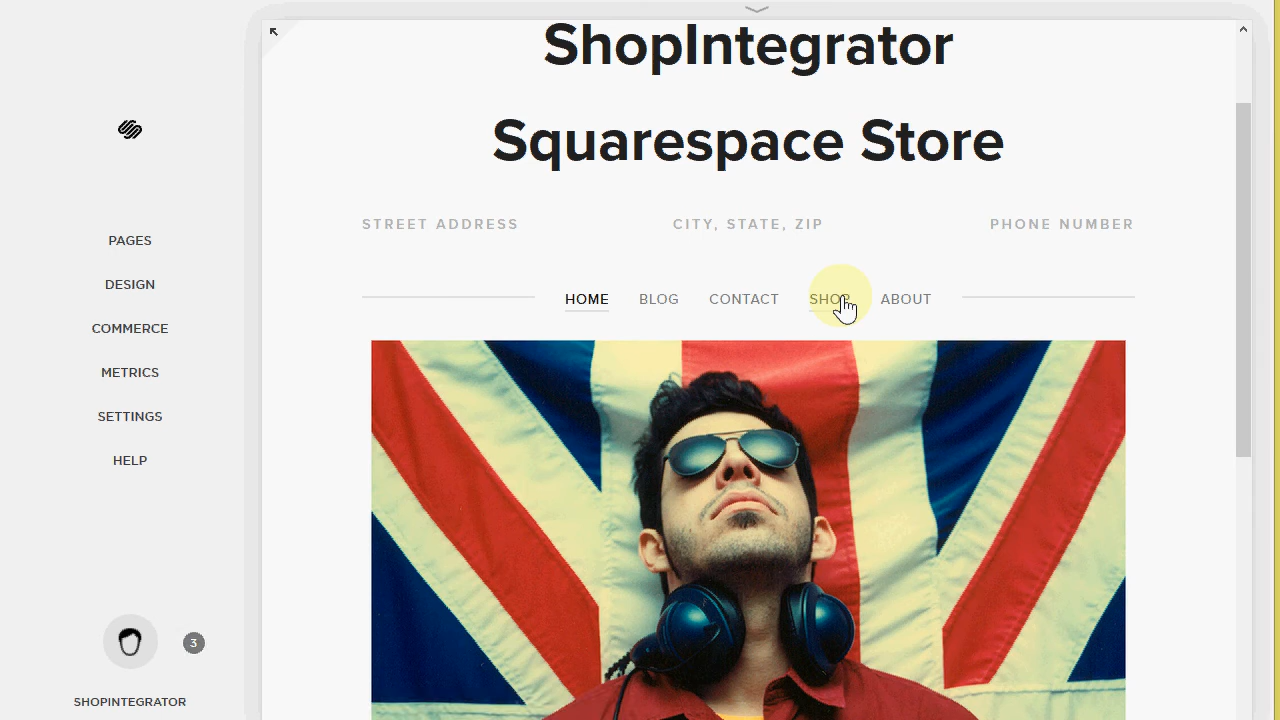 ShopIntegrator
Squarespace Store
STREET ADDRESS CITY, STATE, ZIP PHONE NUMBER
HOME BLOG CONTACT SHOP ABOUT
PAGES
DESIGN
COMMERCE
METRICS
SETTINGS
HELP
3
SHOPINTEGRATOR